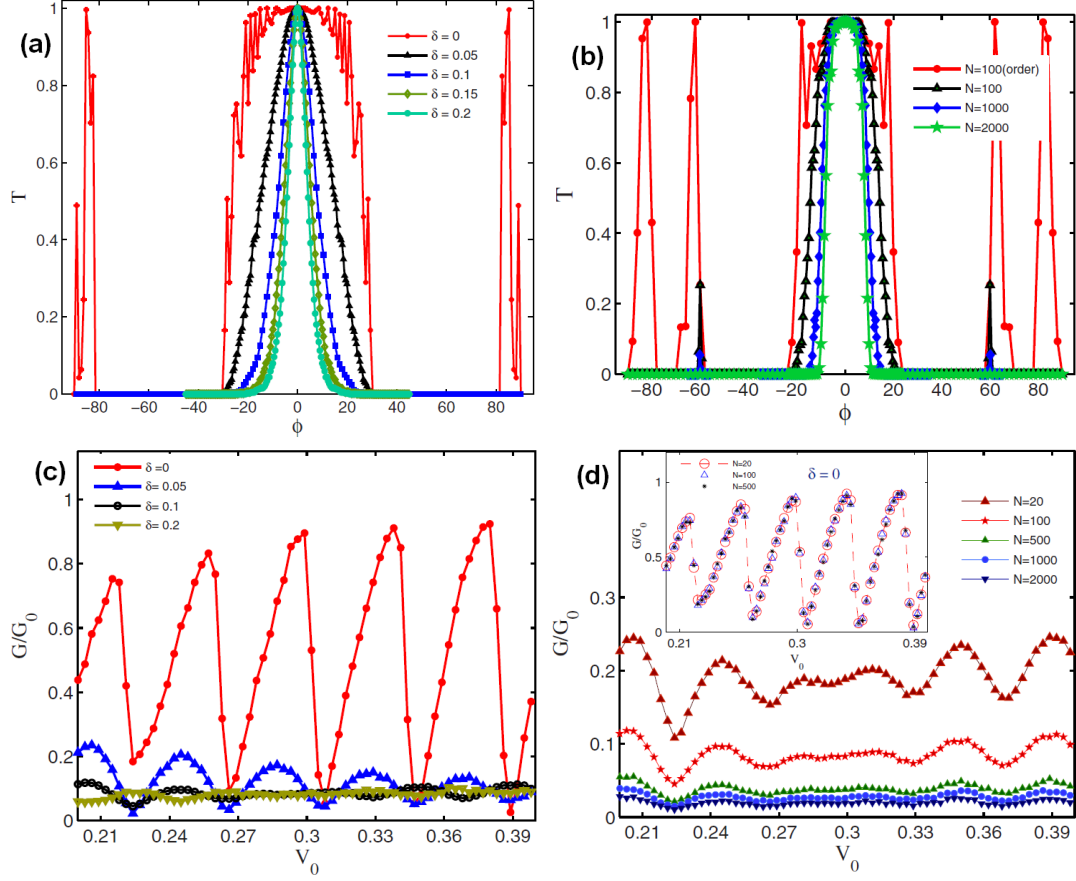 (a)
T
1
0.8
0.6
0.4
0.2
0
−80 −60 −40 −20 0 20 40 60 80
ϕ
δ = 0
δ = 0.05
δ = 0.1
δ = 0.15
δ = 0.2
(b)
T
1
0.8
0.6
0.4
0.2
0
−80 −60 −40 −20 0 20 40 60 80
ϕ
N=100(order)
N=100
N=1000
N=2000
(c)
G/G₀
1
0.8
0.6
0.4
0.2
0
0.21 0.24 0.27 0.3 0.33 0.36 0.39
V₀
δ =0
δ= 0.05
δ= 0.1
δ= 0.2
(d)
G/G₀
0.3
0.2
0.1
0
0.21 0.24 0.27 0.3 0.33 0.36 0.39
V₀
N=20
N=100
N=500
N=1000
N=2000
N=20
N=100
N=500
δ = 0
G/G₀
1
0.5
0
0.21 0.3 0.39
V₀